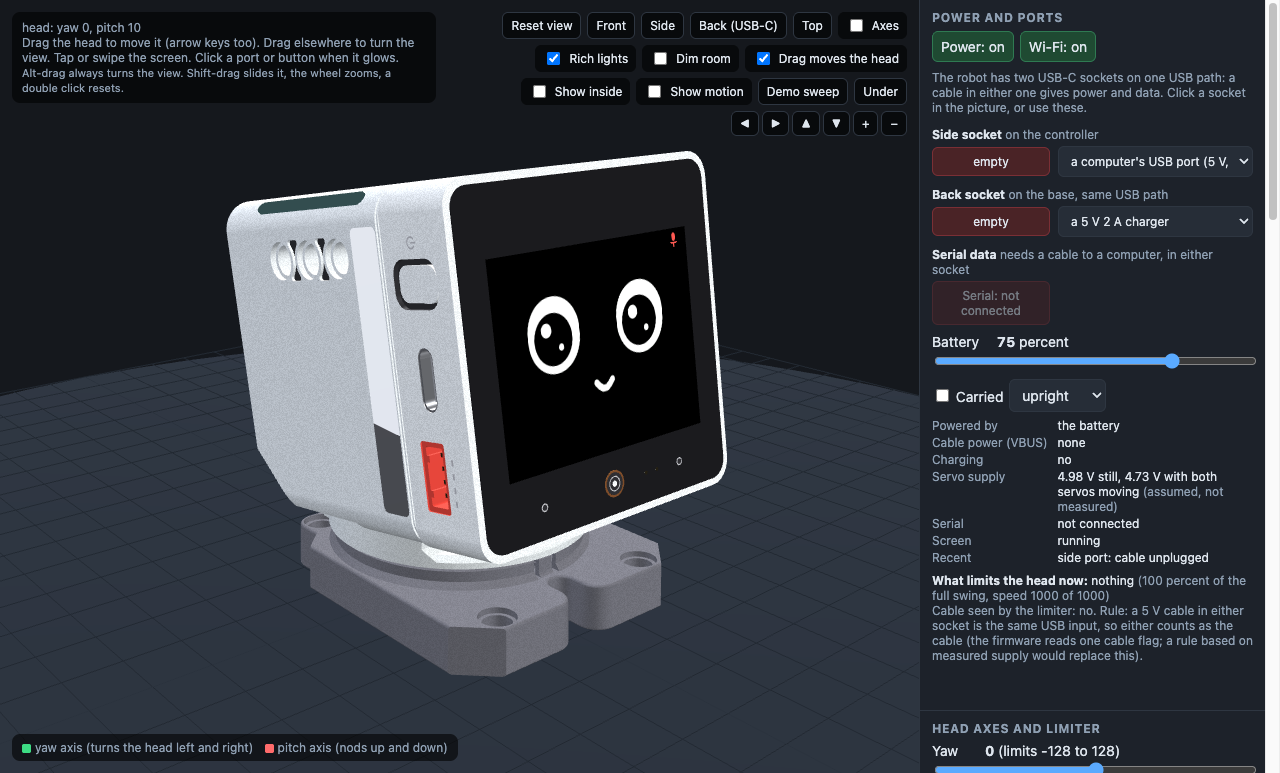 head: yaw 0, pitch 10
Drag the head to move it (arrow keys too). Drag elsewhere to turn the
view. Tap or swipe the screen. Click a port or button when it glows.
Alt-drag always turns the view. Shift-drag slides it, the wheel zooms, a
double click resets.
Reset view
Front
Side
Back (USB-C)
Top
Axes
Rich lights
Dim room
Drag moves the head
Show inside
Show motion
Demo sweep
Under
◄
►
▲
▼
+
−
yaw axis (turns the head left and right)
pitch axis (nods up and down)
POWER AND PORTS
Power: on
Wi-Fi: on
The robot has two USB-C sockets on one USB path: a
cable in either one gives power and data. Click a socket
in the picture, or use these.
Side socket on the controller
empty
a computer's USB port (5 V,
Back socket on the base, same USB path
empty
a 5 V 2 A charger
Serial data needs a cable to a computer, in either
socket
Serial: not
connected
Battery 75 percent
Carried
upright
Powered by the battery
Cable power (VBUS) none
Charging no
Servo supply 4.98 V still, 4.73 V with both
servos moving (assumed, not
measured)
Serial not connected
Screen running
Recent side port: cable unplugged
What limits the head now: nothing (100 percent of the
full swing, speed 1000 of 1000)
Cable seen by the limiter: no. Rule: a 5 V cable in either
socket is the same USB input, so either counts as the
cable (the firmware reads one cable flag; a rule based on
measured supply would replace this).
HEAD AXES AND LIMITER
Yaw 0 (limits -128 to 128)